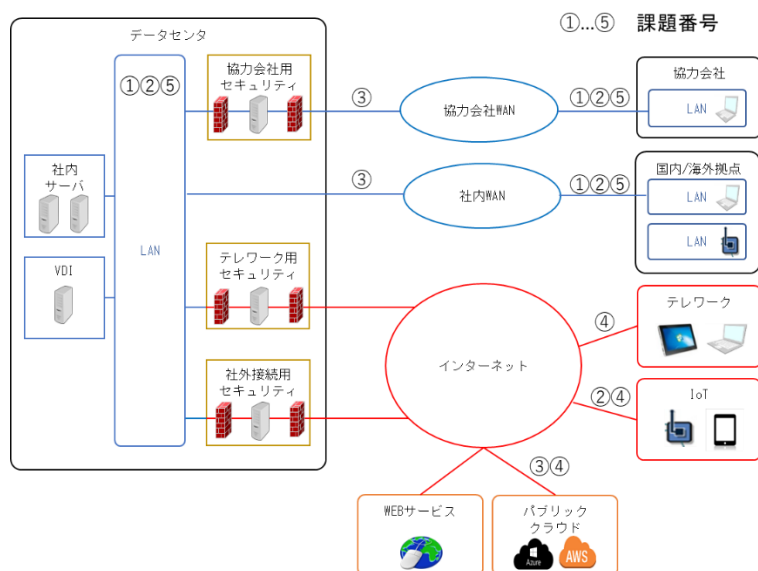 ①…⑤ 課題番号
データセンタ
①②⑤
協力会社用
セキュリティ
③
協力会社WAN
①②⑤
協力会社
LAN
社内
サーバ
③
社内WAN
①②⑤
国内/海外拠点
LAN
LAN
VDI
LAN
テレワーク用
セキュリティ
インターネット
④
テレワーク
社外接続用
セキュリティ
②④
IoT
③④
WEBサービス
パブリック
クラウド
Azure
AWS